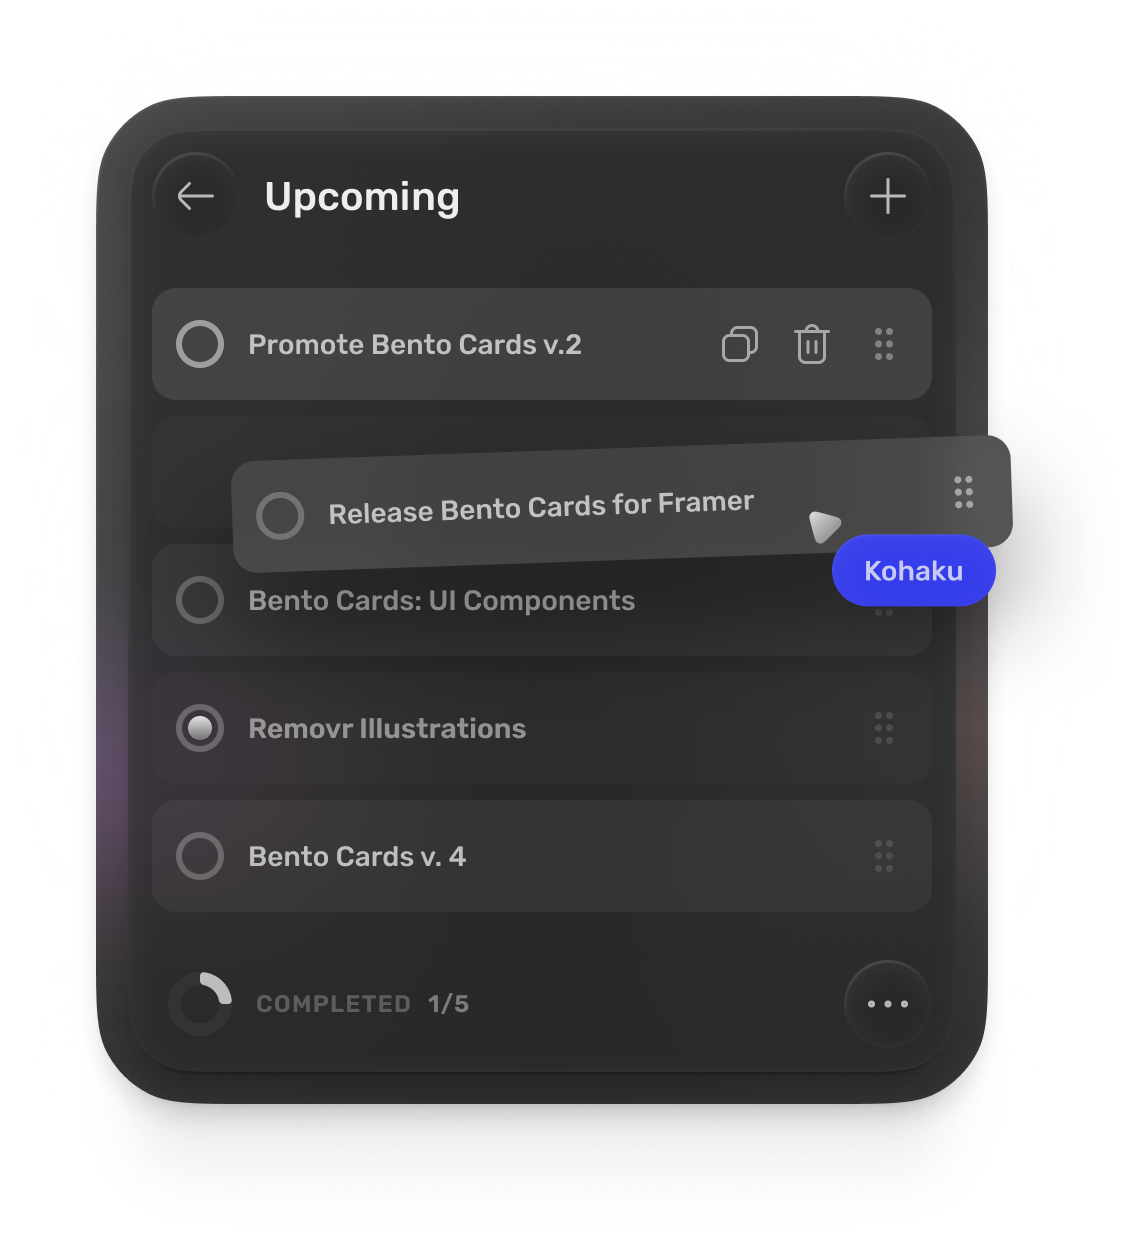 Upcoming
Promote Bento Cards v.2
Release Bento Cards for Framer
Kohaku
Bento Cards: UI Components
Removr Illustrations
Bento Cards v. 4
COMPLETED 1/5